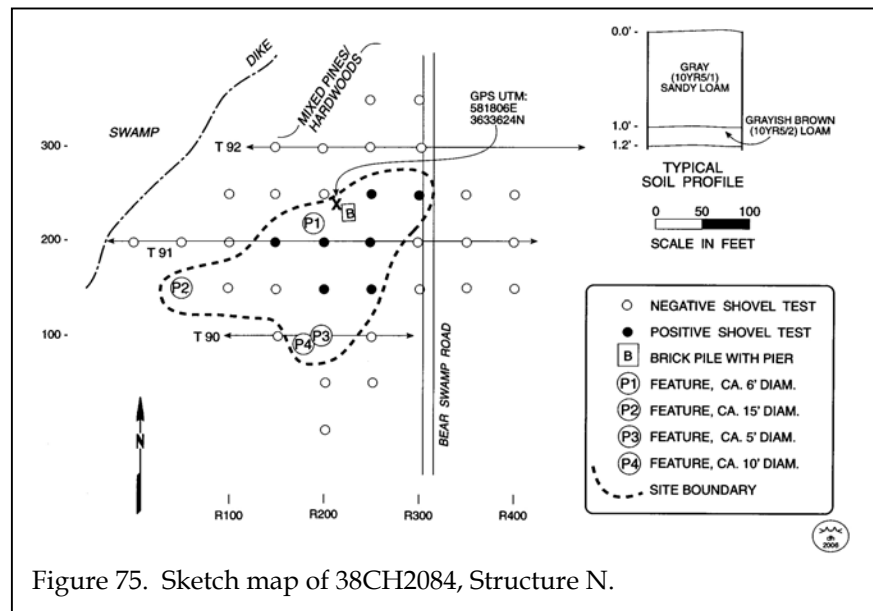 DIKE
SWAMP
MIXED PINES/
HARDWOODS
GPS UTM:
581806E
3633624N
300 -
T 92
200 -
T 91
100 -
T 90
P1
B
X
P2
P3
P4
BEAR SWAMP ROAD
N
R100
R200
R300
R400
0.0' -
GRAY
(10YR5/1)
SANDY LOAM
1.0' -
GRAYISH BROWN
(10YR5/2) LOAM
1.2' -
TYPICAL
SOIL PROFILE
0 50 100
SCALE IN FEET
NEGATIVE SHOVEL TEST
POSITIVE SHOVEL TEST
B BRICK PILE WITH PIER
P1 FEATURE, CA. 6' DIAM.
P2 FEATURE, CA. 15' DIAM.
P3 FEATURE, CA. 5' DIAM.
P4 FEATURE, CA. 10' DIAM.
SITE BOUNDARY
dh
2006
Figure 75. Sketch map of 38CH2084, Structure N.